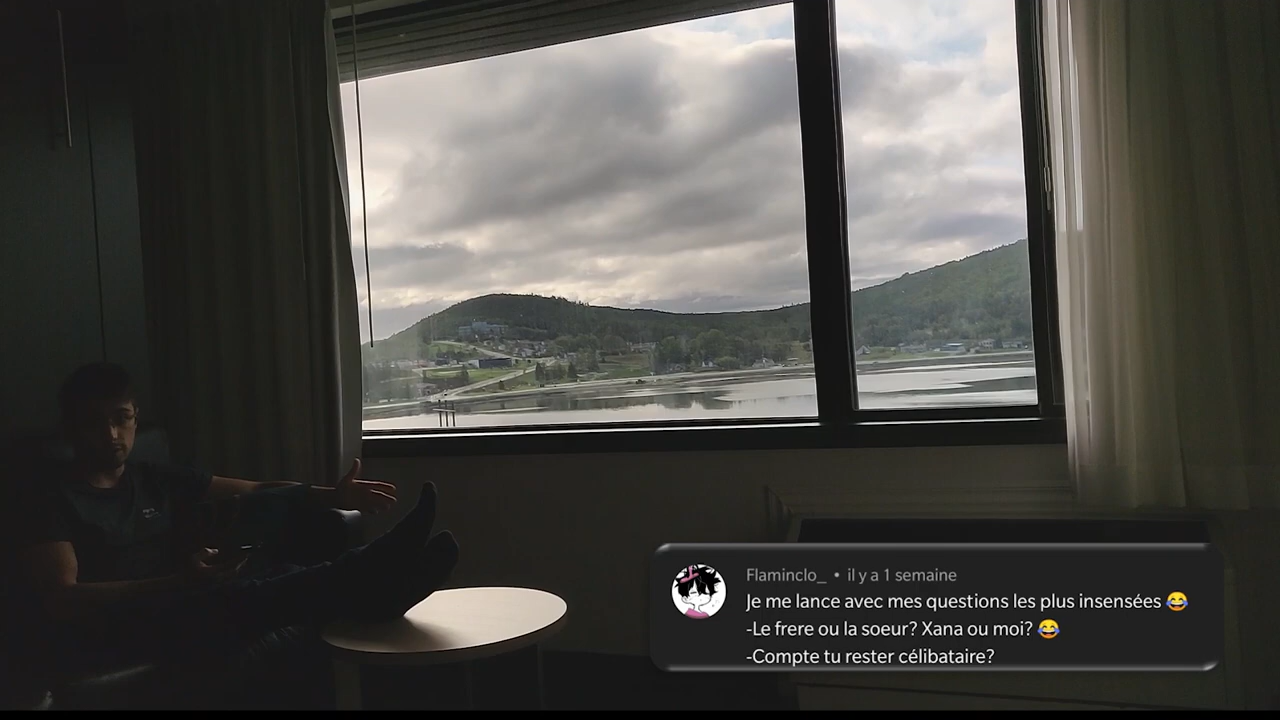 Flaminclo_ • il y a 1 semaine
Je me lance avec mes questions les plus insensées 😂
-Le frere ou la soeur? Xana ou moi? 😂
-Compte tu rester célibataire?